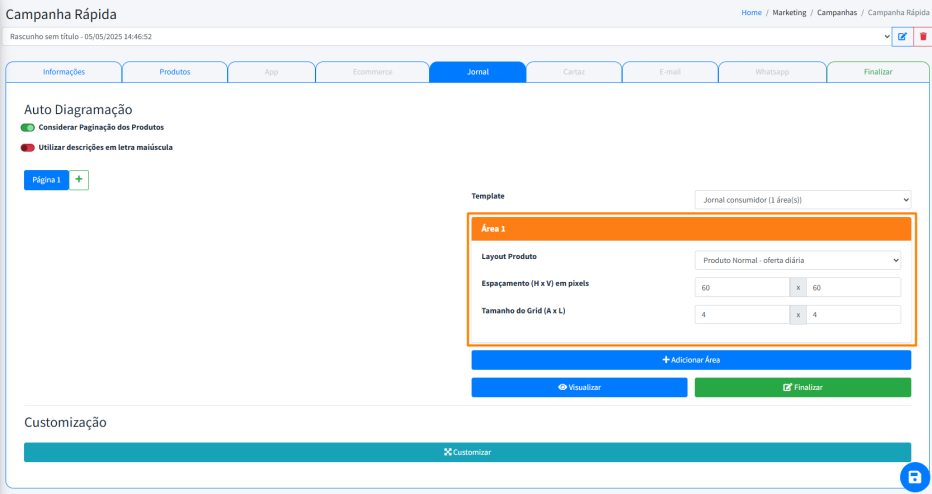 Campanha Rápida
Home / Marketing / Campanhas / Campanha Rápida
Rascunho sem título - 05/05/2025 14:46:52
Informações
Produtos
App
Ecommerce
Jornal
Cartaz
E-mail
Whatsapp
Finalizar
Auto Diagramação
Considerar Paginação dos Produtos
Utilizar descrições em letra maiúscula
Página 1 +
Template
Jornal consumidor (1 área(s))
Área 1
Layout Produto
Produto Normal - oferta diária
Espaçamento (H x V) em pixels
60 x 60
Tamanho do Grid (A x L)
4 x 4
+ Adicionar Área
Visualizar
Finalizar
Customização
Customizar